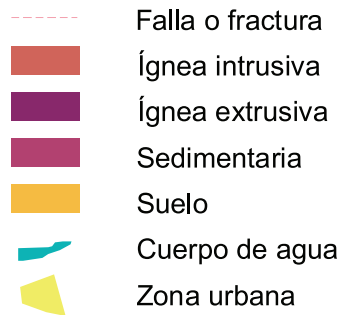 Falla o fractura
Ígnea intrusiva
Ígnea extrusiva
Sedimentaria
Suelo
Cuerpo de agua
Zona urbana